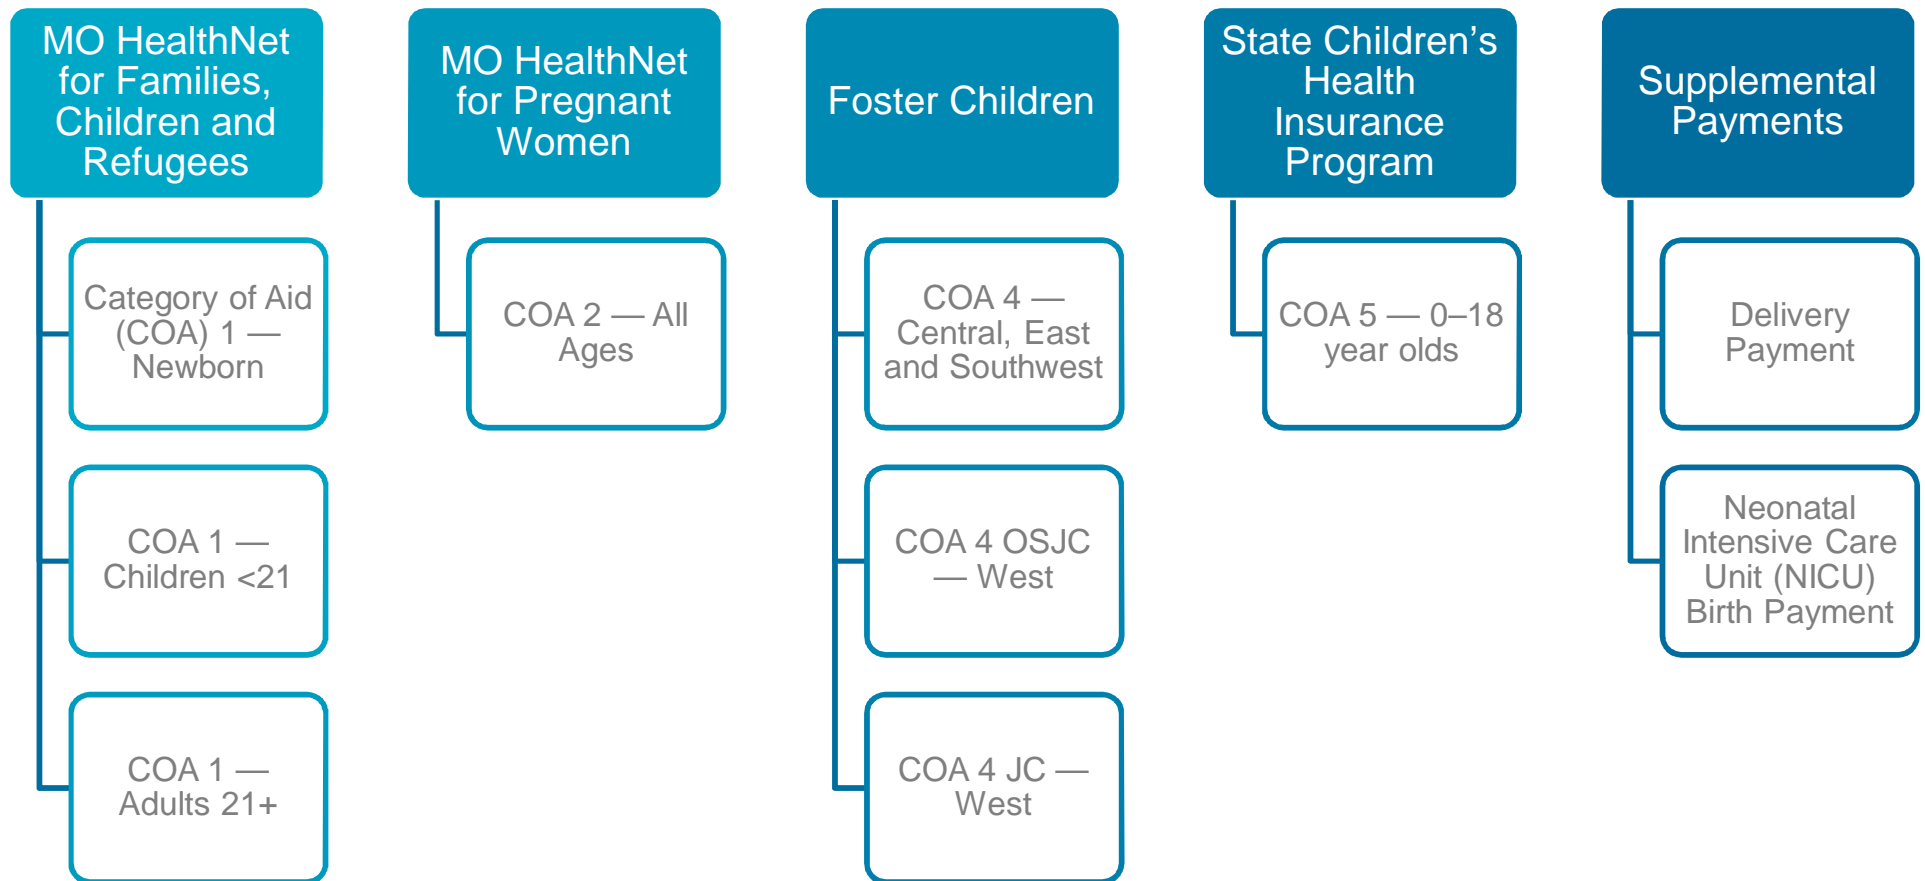 MO HealthNet
for Families,
Children and
Refugees
Category of Aid
(COA) 1 —
Newborn
COA 1 —
Children <21
COA 1 —
Adults 21+
MO HealthNet
for Pregnant
Women
COA 2 — All
Ages
Foster Children
COA 4 —
Central, East
and Southwest
COA 4 OSJC
— West
COA 4 JC —
West
State Children’s
Health
Insurance
Program
COA 5 — 0–18
year olds
Supplemental
Payments
Delivery
Payment
Neonatal
Intensive Care
Unit (NICU)
Birth Payment